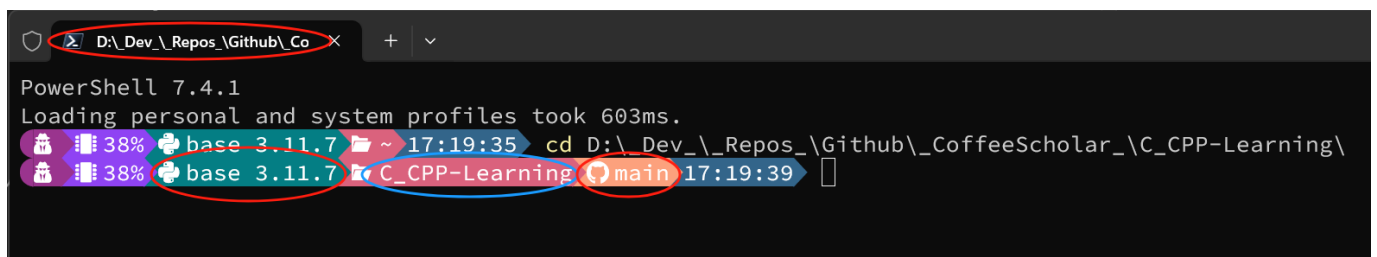 D:\_Dev_\_Repos_\Github\_Co
PowerShell 7.4.1
Loading personal and system profiles took 603ms.
38% base 3.11.7 ~ 17:19:35 cd D:\_Dev_\_Repos_\Github\_CoffeeScholar_\C_CPP-Learning\
38% base 3.11.7 C_CPP-Learning main 17:19:39